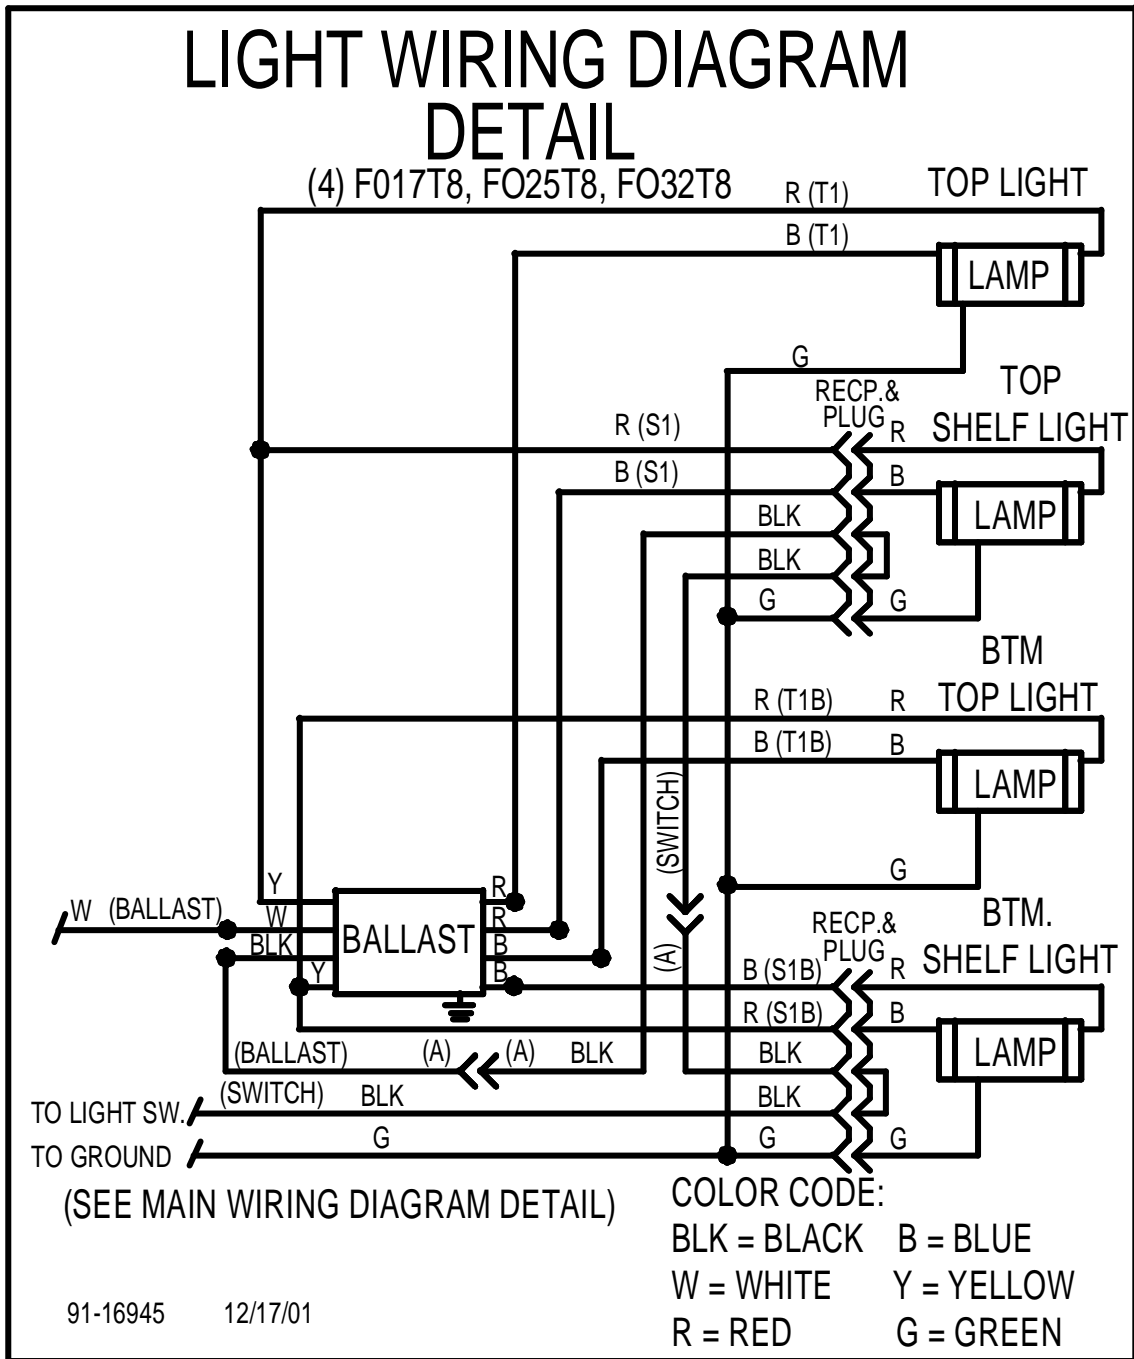 LIGHT WIRING DIAGRAM
DETAIL
(4) F017T8, FO25T8, FO32T8
R (T1)
TOP LIGHT
B (T1)
LAMP
G
RECP.&
PLUG
TOP
SHELF LIGHT
R (S1)
R
B (S1)
B
LAMP
BLK
BLK
G
G
BTM
TOP LIGHT
R (T1B)
R
B (T1B)
B
LAMP
(SWITCH)
G
Y
R
W
(BALLAST)
W
BALLAST
R
BLK
B
Y
B
(A)
RECP.&
PLUG
BTM.
SHELF LIGHT
B (S1B)
R
R (S1B)
B
LAMP
(BALLAST)
(A)
(A)
BLK
BLK
(SWITCH)
BLK
BLK
TO LIGHT SW.
G
G
G
TO GROUND
(SEE MAIN WIRING DIAGRAM DETAIL)
COLOR CODE:
BLK = BLACK B = BLUE
W = WHITE Y = YELLOW
R = RED G = GREEN
91-16945 12/17/01